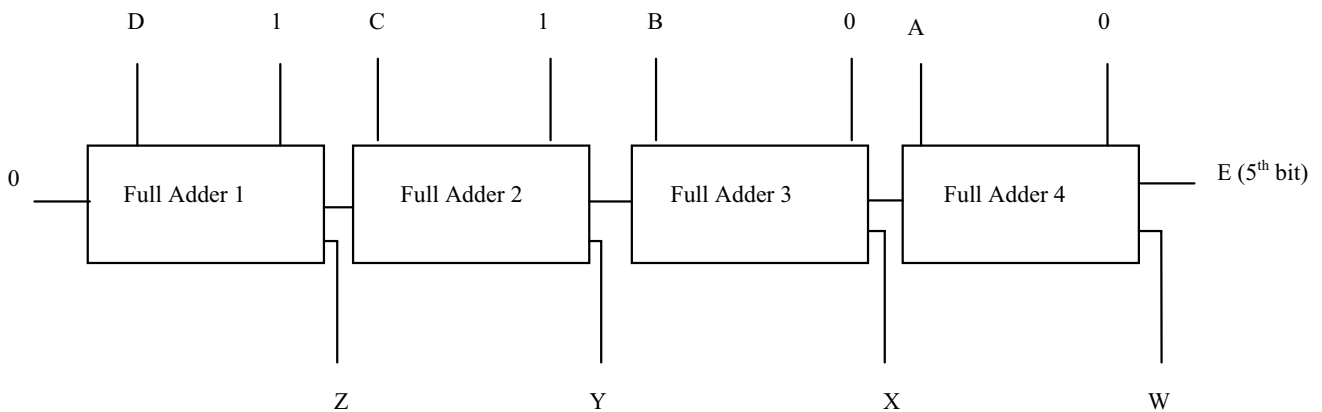 D 1 C 1 B 0 A 0
0 Full Adder 1 Full Adder 2 Full Adder 3 Full Adder 4 E (5th bit)
Z Y X W